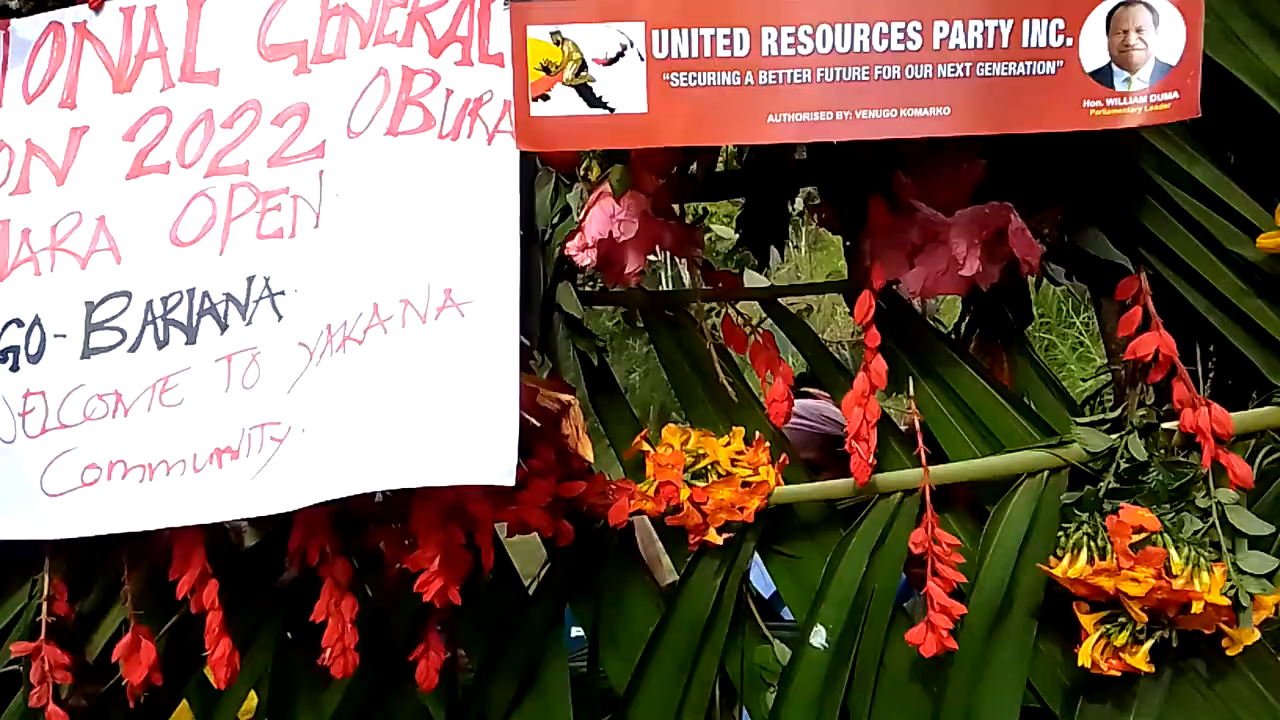 IONAL GENERAL
ON 2022 OBURA
ARA OPEN
GO-BARIANA
WELCOME TO YAKANA
Community.
UNITED RESOURCES PARTY INC.
"SECURING A BETTER FUTURE FOR OUR NEXT GENERATION"
AUTHORISED BY: VENUGO KOMARKO
Hon. WILLIAM DUMA
Parliamentary Leader